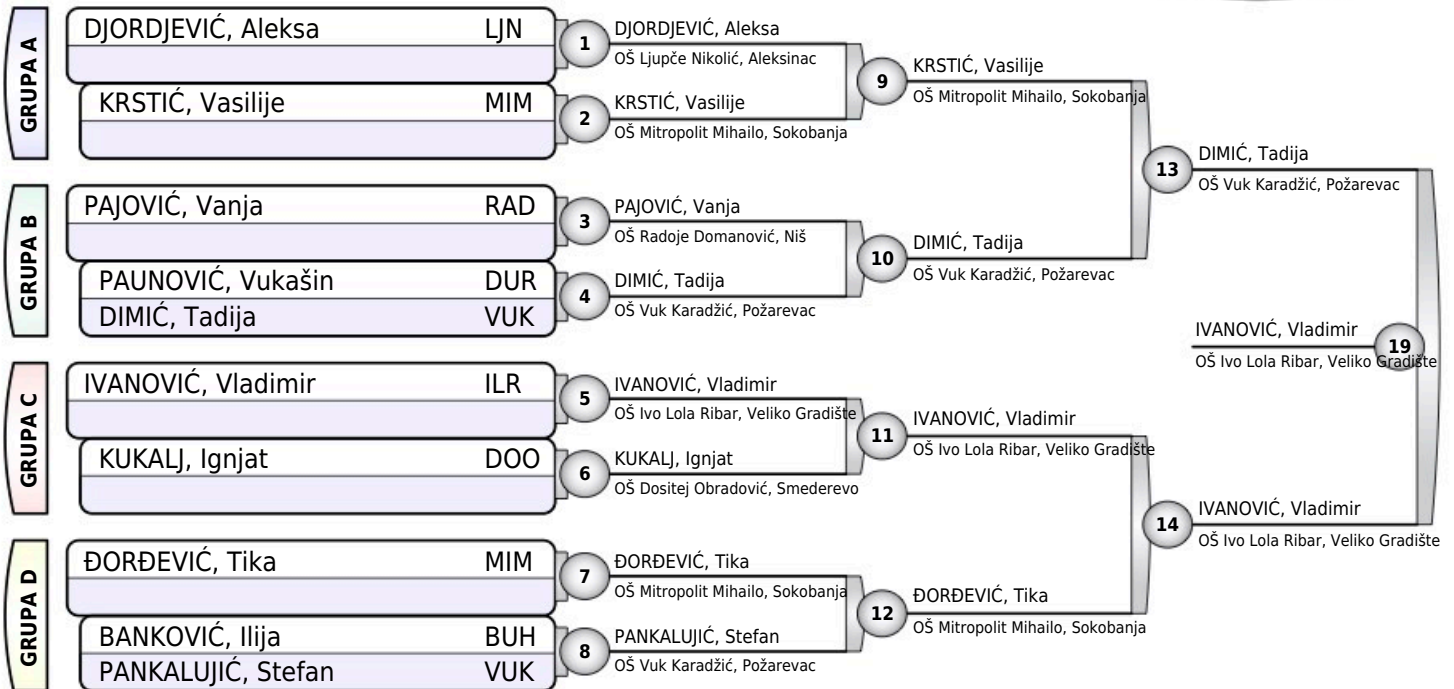 GRUPA A
DJORDJEVIĆ, Aleksa LJN
KRSTIĆ, Vasilije MIM
1
DJORDJEVIĆ, Aleksa
OŠ Ljupče Nikolić, Aleksinac
2
KRSTIĆ, Vasilije
OŠ Mitropolit Mihailo, Sokobanja
9
KRSTIĆ, Vasilije
OŠ Mitropolit Mihailo, Sokobanja
GRUPA B
PAJOVIĆ, Vanja RAD
PAUNOVIĆ, Vukašin DUR
DIMIĆ, Tadija VUK
3
PAJOVIĆ, Vanja
OŠ Radoje Domanović, Niš
4
DIMIĆ, Tadija
OŠ Vuk Karadžić, Požarevac
10
DIMIĆ, Tadija
OŠ Vuk Karadžić, Požarevac
13
DIMIĆ, Tadija
OŠ Vuk Karadžić, Požarevac
GRUPA C
IVANOVIĆ, Vladimir ILR
KUKALJ, Ignjat DOO
5
IVANOVIĆ, Vladimir
OŠ Ivo Lola Ribar, Veliko Gradište
6
KUKALJ, Ignjat
OŠ Dositej Obradović, Smederevo
11
IVANOVIĆ, Vladimir
OŠ Ivo Lola Ribar, Veliko Gradište
GRUPA D
ĐORĐEVIĆ, Tika MIM
BANKOVIĆ, Ilija BUH
PANKALUJIĆ, Stefan VUK
7
ĐORĐEVIĆ, Tika
OŠ Mitropolit Mihailo, Sokobanja
8
PANKALUJIĆ, Stefan
OŠ Vuk Karadžić, Požarevac
12
ĐORĐEVIĆ, Tika
OŠ Mitropolit Mihailo, Sokobanja
14
IVANOVIĆ, Vladimir
OŠ Ivo Lola Ribar, Veliko Gradište
IVANOVIĆ, Vladimir
19
OŠ Ivo Lola Ribar, Veliko Gradište